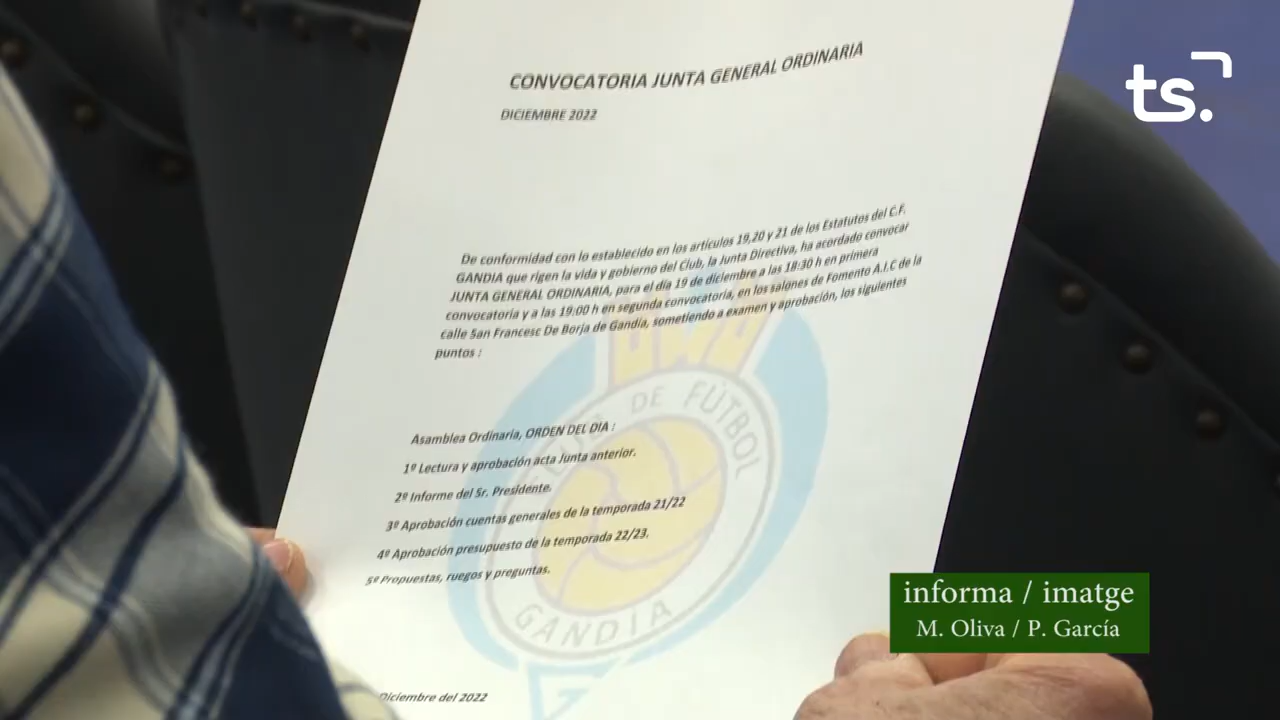 ts.
CONVOCATORIA JUNTA GENERAL ORDINARIA
DICIEMBRE 2022
De conformidad con lo establecido en los artículos 19,20 y 21 de los Estatutos del C.F.
GANDIA que rigen la vida y gobierno del Club, la Junta Directiva, ha acordado convocar
JUNTA GENERAL ORDINARIA, para el día 19 de diciembre a las 18:30 h en primera
convocatoria y a las 19:00 h en segunda convocatoria, en los salones de Fomento A.I.C de la
calle San Francesc De Borja de Gandía, sometiendo a examen y aprobación, los siguientes
puntos :
Asamblea Ordinaria, ORDEN DEL DIA :
1º Lectura y aprobación acta Junta anterior.
2º Informe del Sr. Presidente.
3º Aprobación cuentas generales de la temporada 21/22
4º Aprobación presupuesto de la temporada 22/23.
5º Propuestas, ruegos y preguntas.
DE FÚTBOL
GANDIA
Diciembre del 2022
informa / imatge
M. Oliva / P. García